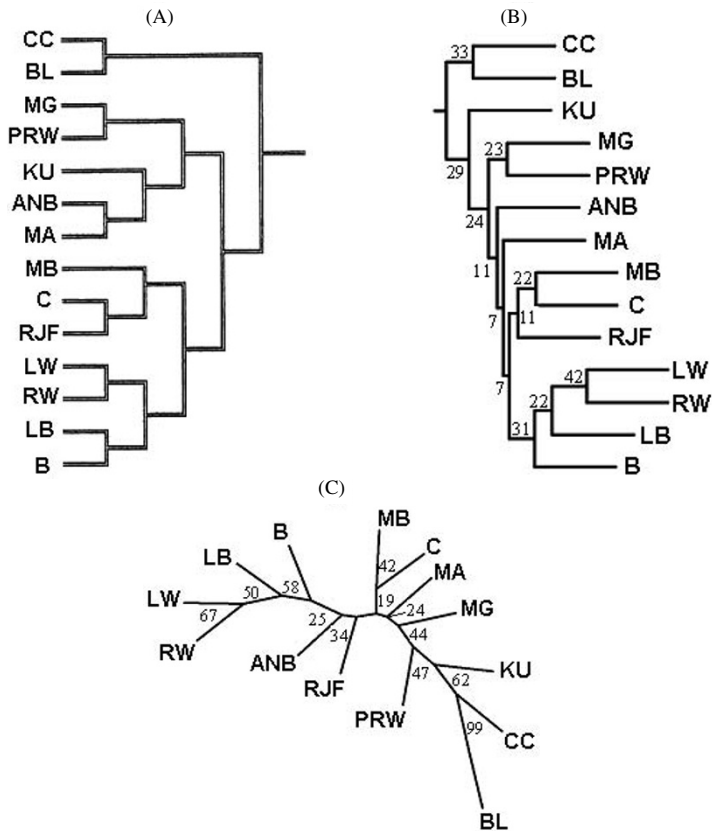 (A)
CC
BL
MG
PRW
KU
ANB
MA
MB
C
RJF
LW
RW
LB
B
(B)
33
CC
BL
KU
29
23
MG
PRW
24
ANB
11
MA
22
MB
C
7
11
RJF
7
42
LW
RW
22
LB
31
B
(C)
MB
B
C
LB
42
MA
50
58
LW
67
19
24
MG
25
RW
34
44
ANB
RJF
47
KU
62
PRW
99
CC
BL